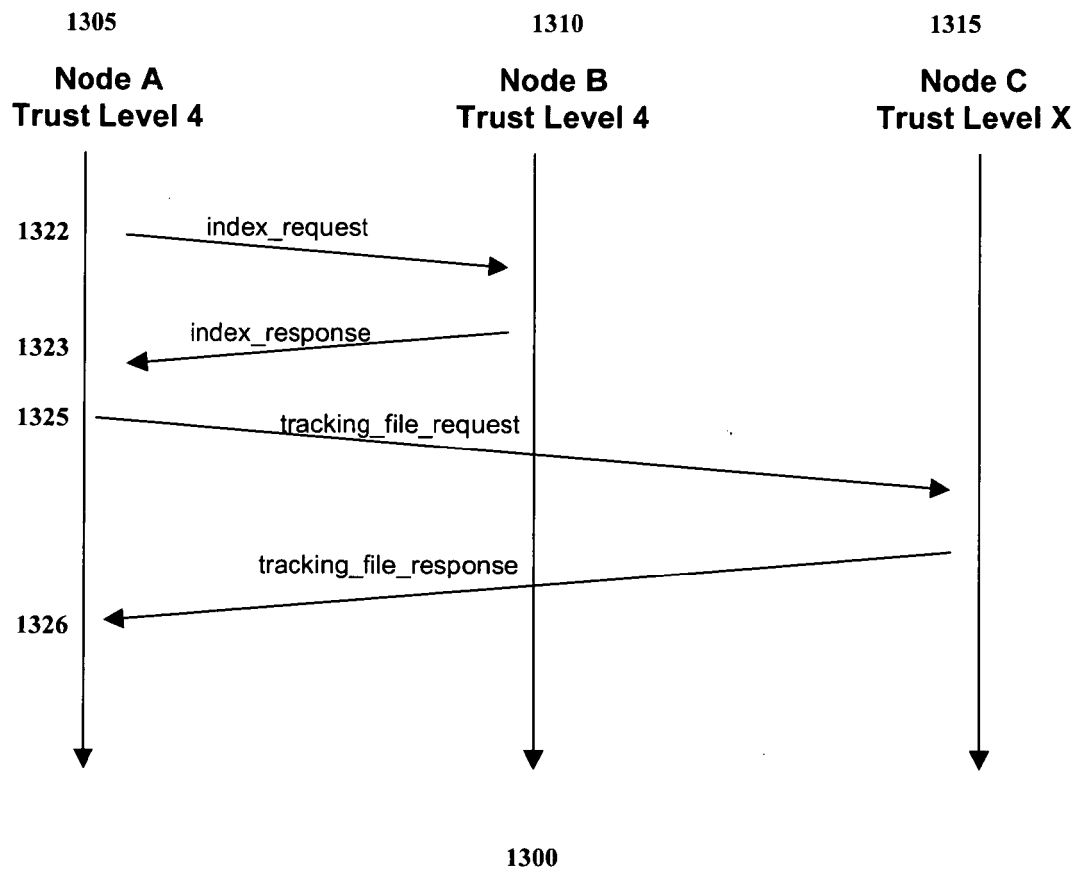 1305
1310
1315
Node A
Trust Level 4
Node B
Trust Level 4
Node C
Trust Level X
1322
index_request
index_response
1323
1325
tracking_file_request
tracking_file_response
1326
1300